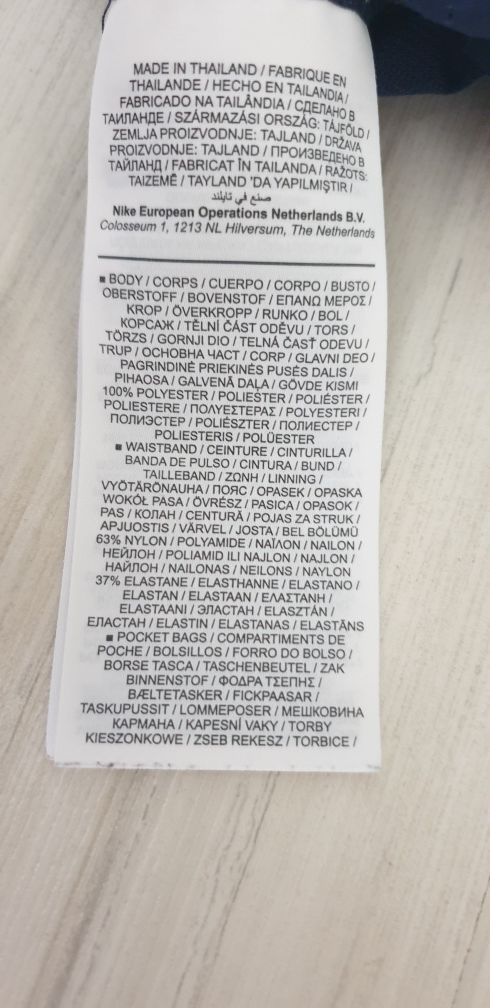 MADE IN THAILAND / FABRIQUE EN
THAILANDE / HECHO EN TAILANDIA /
FABRICADO NA TAILÂNDIA / СДЕЛАНО В
ТАИЛАНДЕ / SZÁRMAZÁSI ORSZÁG: TÁJFÖLD /
ZEMLJA PROIZVODNJE: TAJLAND / DRŽAVA
PROIZVODNJE: TAJLAND / ПРОИЗВЕДЕНО В
ТАЙЛАНД / FABRICAT ÎN TAILANDA / RAŽOTS:
TAIZEMĒ / TAYLAND 'DA YAPILMIŞTIR /
صنع في تايلند
Nike European Operations Netherlands B.V.
Colosseum 1, 1213 NL Hilversum, The Netherlands
■ BODY / CORPS / CUERPO / CORPO / BUSTO /
OBERSTOFF / BOVENSTOF / ΕΠΑΝΩ ΜΕΡΟΣ /
KROP / ÖVERKROPP / RUNKO / BOL /
КОРСАЖ / TĚLNÍ ČÁST ODĚVU / TORS /
TÖRZS / GORNJI DIO / TELNÁ ČASŤ ODEVU /
TRUP / ОСНОВНА ЧАСТ / CORP / GLAVNI DEO /
PAGRINDINĖ PRIEKINĖS PUSĖS DALIS /
PIHAOSA / GALVENĀ DAĻA / GÖVDE KISMI
100% POLYESTER / POLIESTER / POLIÉSTER /
POLIESTERE / ΠΟΛΥΕΣΤΕΡΑΣ / POLYESTERI /
ПОЛИЭСТЕР / POLIÉSZTER / ПОЛИЕСТЕР /
POLIESTERIS / POLÜESTER
■ WAISTBAND / CEINTURE / CINTURILLA /
BANDA DE PULSO / CINTURA / BUND /
TAILLEBAND / ΖΩΝΗ / LINNING /
VYÖTÄRÖNAUHA / ПОЯС / OPASEK / OPASKA
WOKÓŁ PASA / ÖVRÉSZ / PASICA / OPASOK /
PAS / КОЛАН / CENTURĂ / POJAS ZA STRUK /
APJUOSTIS / VÄRVEL / JOSTA / BEL BÖLÜMÜ
63% NYLON / POLYAMIDE / ΝΑΪΛΟΝ / NAILON /
НЕЙЛОН / POLIAMID ILI NAJLON / NAJLON /
НАЙЛОН / NAILONAS / NEILONS / NAYLON
37% ELASTANE / ELASTHANNE / ELASTANO /
ELASTAN / ELASTAAN / ΕΛΑΣΤΑΝΗ /
ELASTAANI / ЭЛАСТАН / ELASZTÁN /
ЕЛАСТАН / ELASTIN / ELASTANAS / ELASTĀNS
■ POCKET BAGS / COMPARTIMENTS DE
POCHE / BOLSILLOS / FORRO DO BOLSO /
BORSE TASCA / TASCHENBEUTEL / ZAK
BINNENSTOF / ΦΟΔΡΑ ΤΣΕΠΗΣ /
BÆLTETASKER / FICKPAASAR /
TASKUPUSSIT / LOMMEPOSER / МЕШКОВИНА
КАРМАНА / KAPESNÍ VAKY / TORBY
KIESZONKOWE / ZSEB REKESZ / TORBICE /